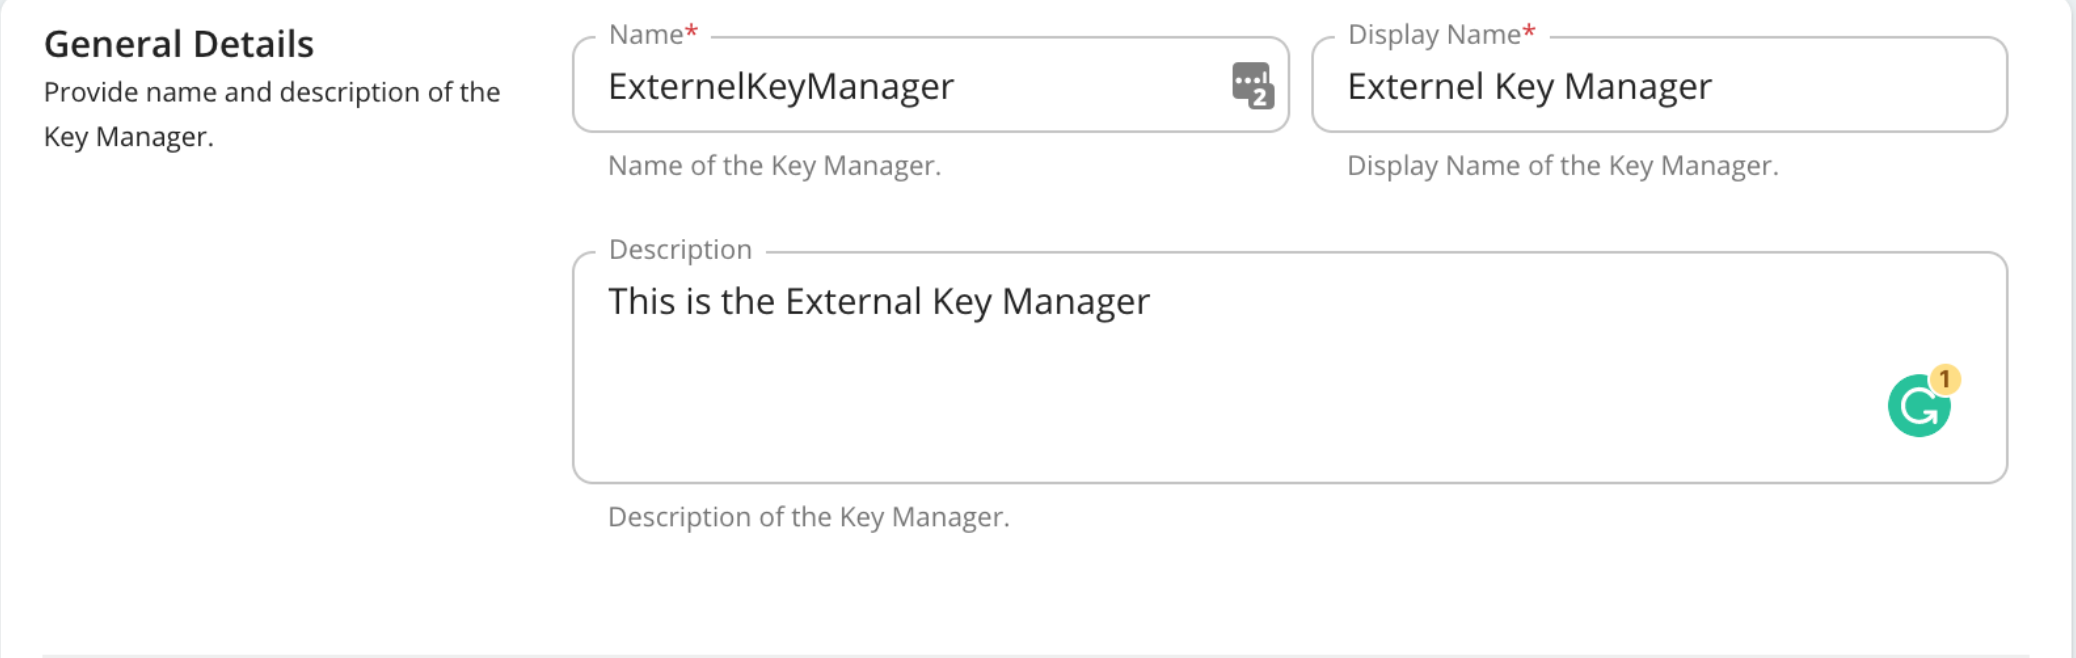 General Details
Provide name and description of the
Key Manager.
Name*
ExternelKeyManager
2
Name of the Key Manager.
Display Name*
Externel Key Manager
Display Name of the Key Manager.
Description
This is the External Key Manager
1
G
Description of the Key Manager.